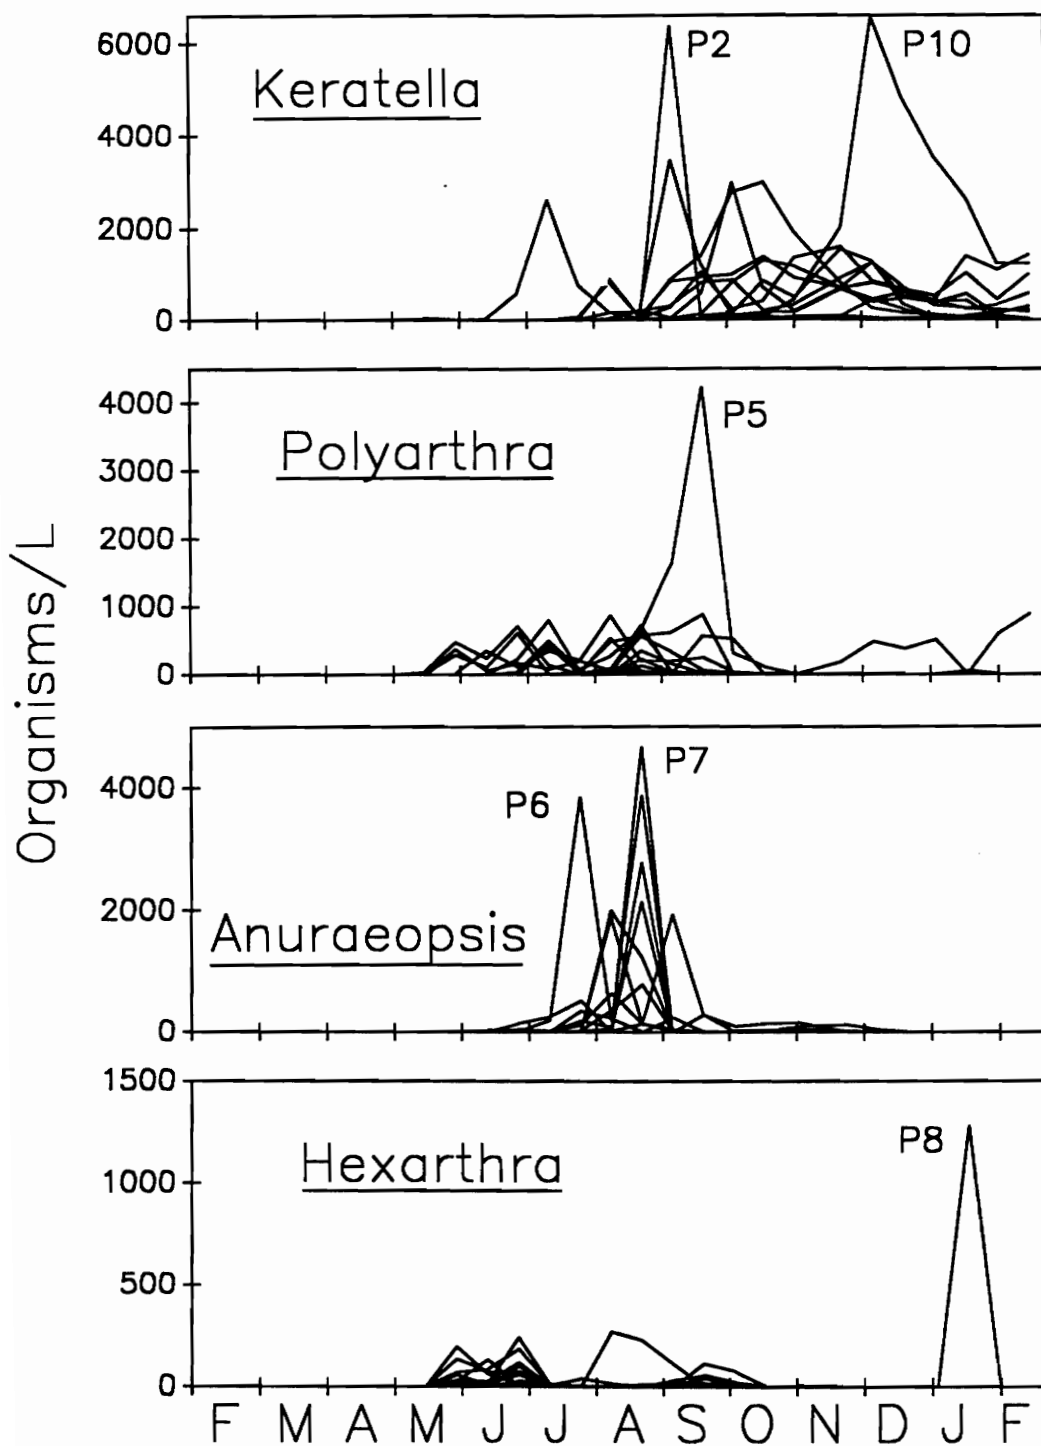 6000
P2
P10
Keratella
4000
2000
0
4000
P5
Polyarthra
3000
2000
1000
0
Organisms/L
P7
4000
P6
2000
Anuraeopsis
0
1500
P8
Hexarthra
1000
500
0
F M A M J J A S O N D J F